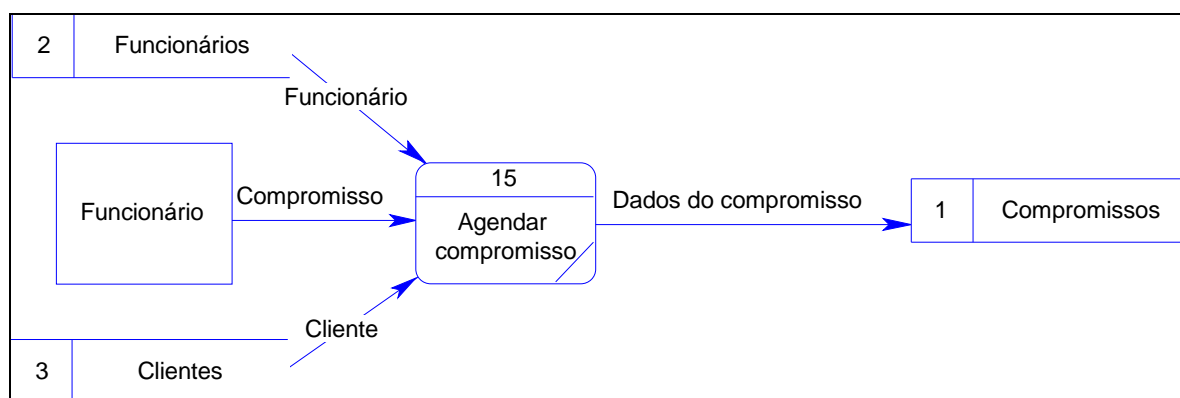 2 Funcionários
Funcionário
Funcionário
Compromisso
15
Agendar
compromisso
Dados do compromisso
1 Compromissos
Cliente
3 Clientes